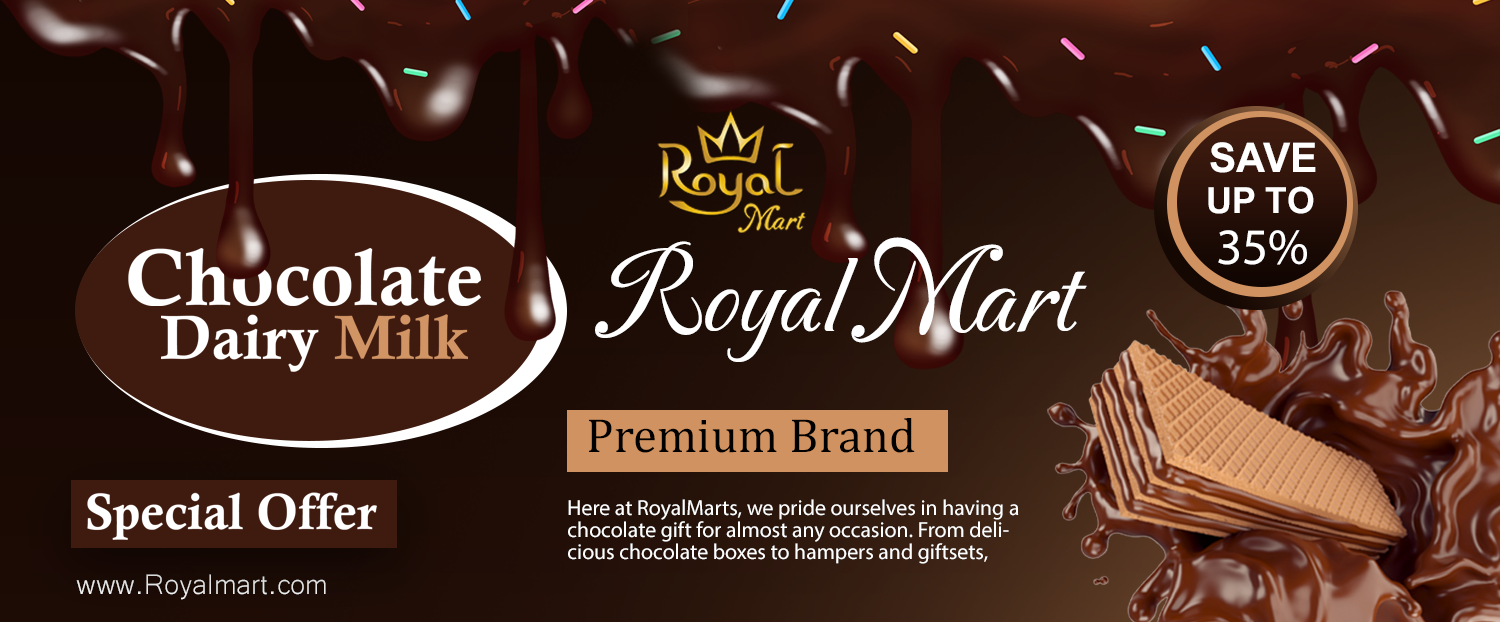 Chocolate
Dairy Milk
Special Offer
www.Royalmart.com
Royal
Mart
Royal Mart
Premium Brand
Here at RoyalMarts, we pride ourselves in having a
chocolate gift for almost any occasion. From deli-
cious chocolate boxes to hampers and giftsets,
SAVE
UP TO
35%